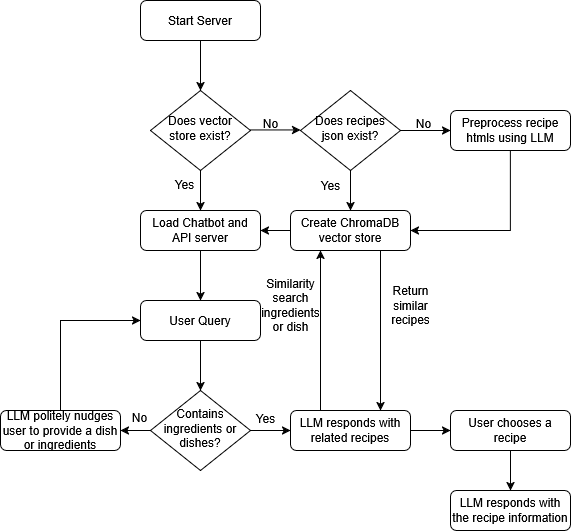 Start Server
Does vector
store exist?
No
Does recipes
json exist?
No
Preprocess recipe
htmls using LLM
Yes
Yes
Load Chatbot and
API server
Create ChromaDB
vector store
Similarity
search
ingredients
or dish
Return
similar
recipes
User Query
LLM politely nudges
user to provide a dish
or ingredients
No
Contains
ingredients or
dishes?
Yes
LLM responds with
related recipes
User chooses a
recipe
LLM responds with
the recipe information